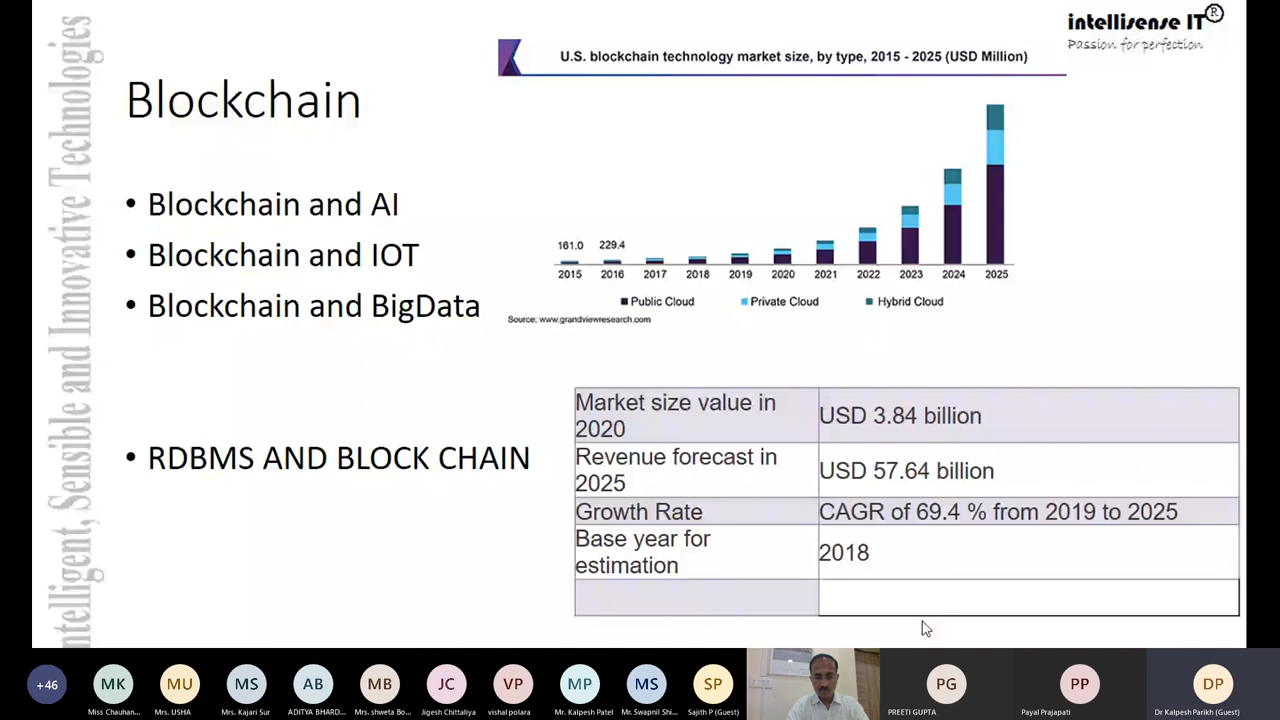 intellisense IT®
Passion for perfection
Intelligent, Sensible and Innovative Technologies
Blockchain
• Blockchain and AI
• Blockchain and IOT
• Blockchain and BigData
• RDBMS AND BLOCK CHAIN
U.S. blockchain technology market size, by type, 2015 - 2025 (USD Million)
161.0 229.4
2015 2016 2017 2018 2019 2020 2021 2022 2023 2024 2025
Public Cloud Private Cloud Hybrid Cloud
Source: www.grandviewresearch.com
Market size value in
2020
USD 3.84 billion
Revenue forecast in
2025
USD 57.64 billion
Growth Rate
CAGR of 69.4 % from 2019 to 2025
Base year for
estimation
2018
+46 MK MU MS AB MB JC VP MP MS SP PG PP DP
Miss Chauhan... Mrs. USHA Mrs. Kajari Sur ADITYA BHARD... Mrs. shweta Bo... Jigesh Chittaliya vishal polara Mr. Kalpesh Patel Mr. Swapnil Shi... Sajith P (Guest) PREETI GUPTA Payal Prajapati Dr Kalpesh Parikh (Guest)